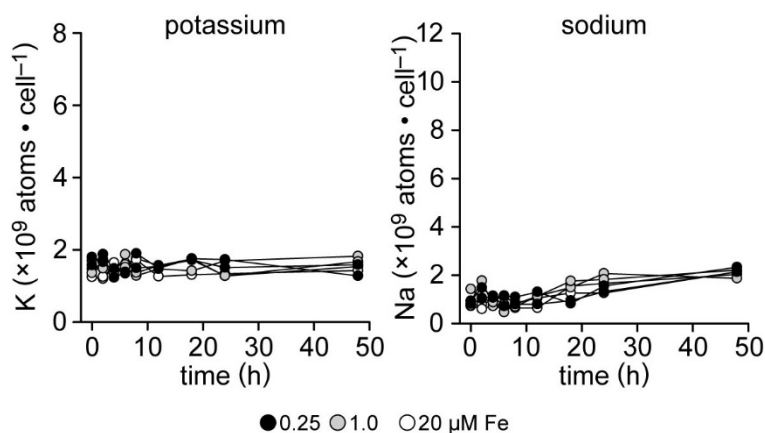 potassium
K (×10⁹ atoms • cell⁻¹)
8
6
4
2
0
0 10 20 30 40 50
time (h)
sodium
Na (×10⁹ atoms • cell⁻¹)
12
10
8
6
4
2
0
0 10 20 30 40 50
time (h)
0.25 1.0 20 µM Fe